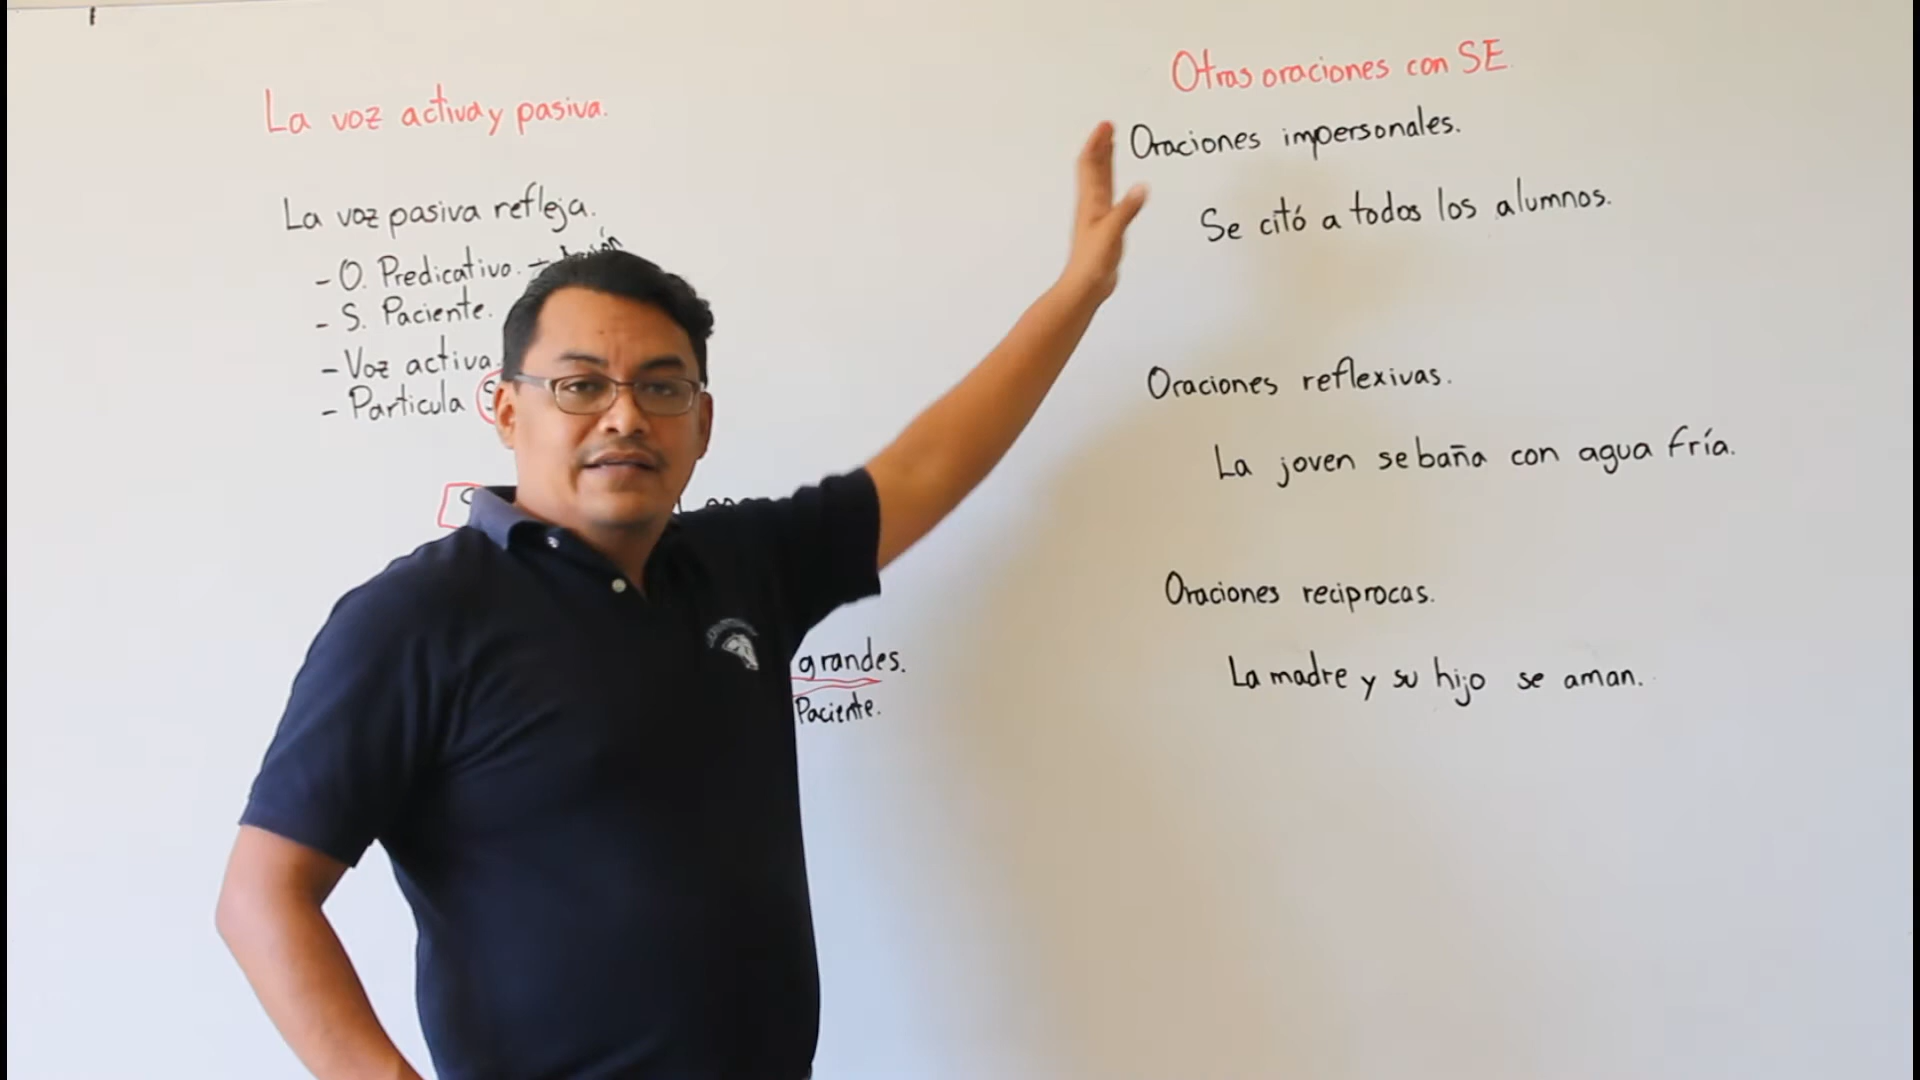 La voz activa y pasiva.
La voz pasiva refleja.
- O. Predicativo.
- S. Paciente.
- Voz activa.
- Particula
grandes.
Paciente.
Otras oraciones con SE
Oraciones impersonales.
Se citó a todos los alumnos.
Oraciones reflexivas.
La joven se baña con agua fría.
Oraciones reciprocas.
La madre y su hijo se aman.